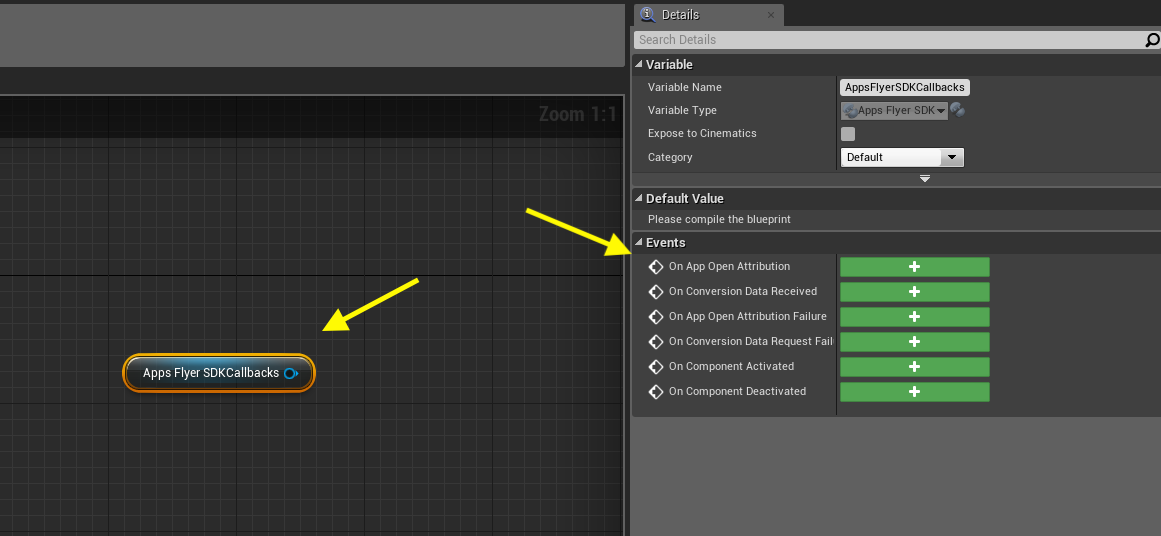 Details
Search Details
Variable
Variable Name AppsFlyerSDKCallbacks
Variable Type Apps Flyer SDK
Expose to Cinematics
Category Default
Default Value
Please compile the blueprint
Events
On App Open Attribution
On Conversion Data Received
On App Open Attribution Failure
On Conversion Data Request Fail
On Component Activated
On Component Deactivated
Zoom 1:1
Apps Flyer SDKCallbacks